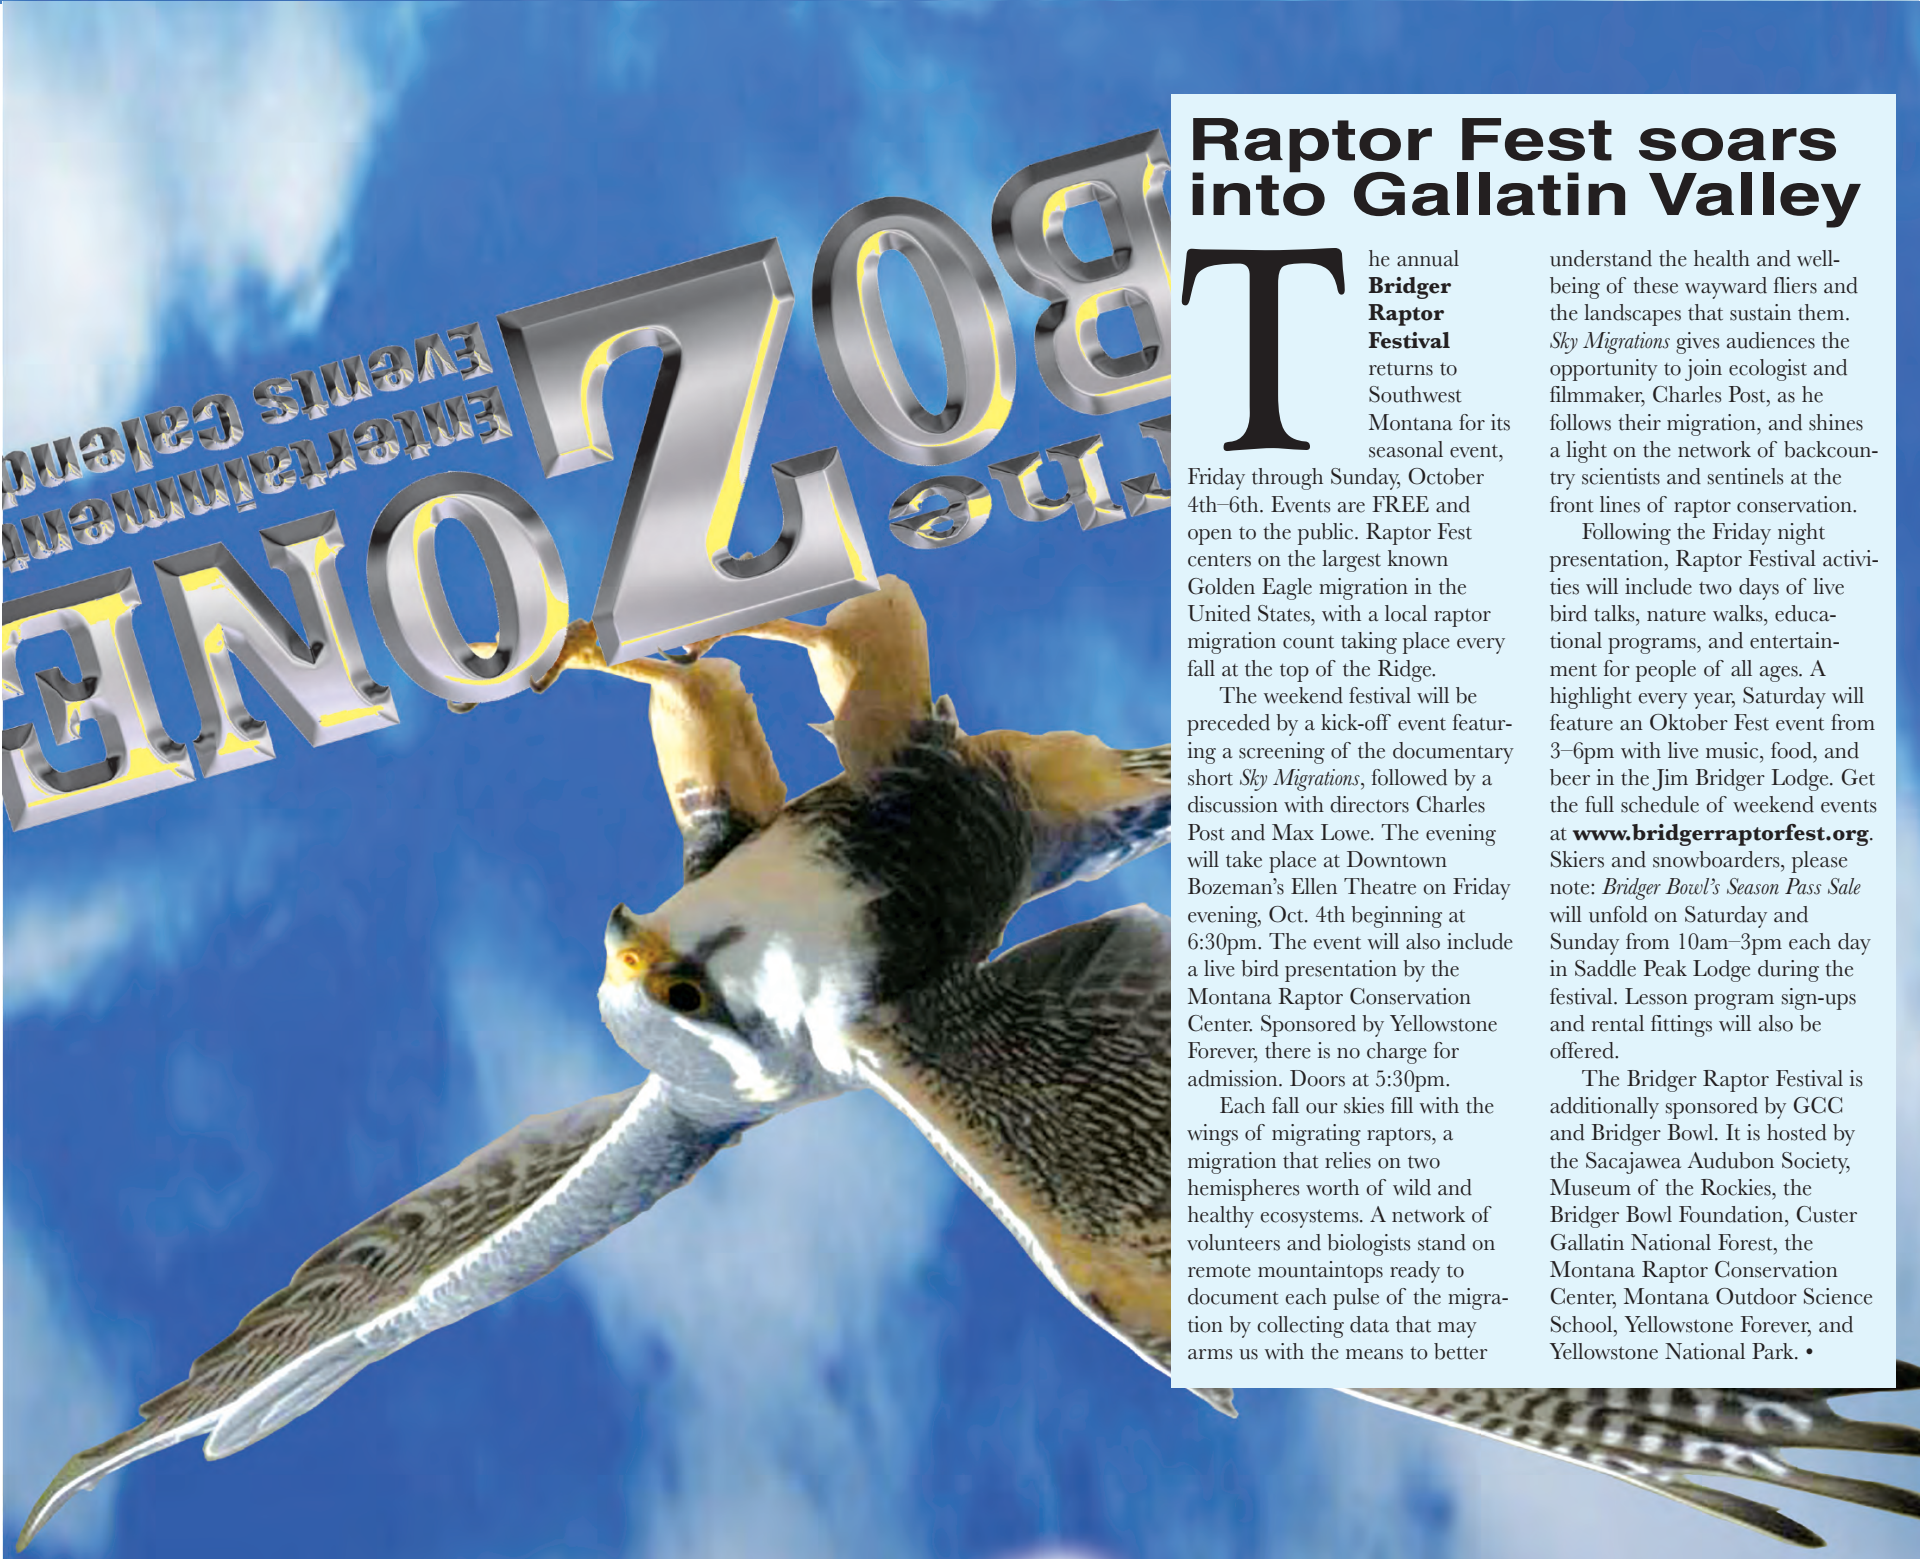 The
BOZONE
Entertainment
Events Calend
Raptor Fest soars
into Gallatin Valley
The annual
Bridger
Raptor
Festival
returns to
Southwest
Montana for its
seasonal event,
Friday through Sunday, October
4th–6th. Events are FREE and
open to the public. Raptor Fest
centers on the largest known
Golden Eagle migration in the
United States, with a local raptor
migration count taking place every
fall at the top of the Ridge.
The weekend festival will be
preceded by a kick-off event featur-
ing a screening of the documentary
short Sky Migrations, followed by a
discussion with directors Charles
Post and Max Lowe. The evening
will take place at Downtown
Bozeman’s Ellen Theatre on Friday
evening, Oct. 4th beginning at
6:30pm. The event will also include
a live bird presentation by the
Montana Raptor Conservation
Center. Sponsored by Yellowstone
Forever, there is no charge for
admission. Doors at 5:30pm.
Each fall our skies fill with the
wings of migrating raptors, a
migration that relies on two
hemispheres worth of wild and
healthy ecosystems. A network of
volunteers and biologists stand on
remote mountaintops ready to
document each pulse of the migra-
tion by collecting data that may
arms us with the means to better
understand the health and well-
being of these wayward fliers and
the landscapes that sustain them.
Sky Migrations gives audiences the
opportunity to join ecologist and
filmmaker, Charles Post, as he
follows their migration, and shines
a light on the network of backcoun-
try scientists and sentinels at the
front lines of raptor conservation.
Following the Friday night
presentation, Raptor Festival activi-
ties will include two days of live
bird talks, nature walks, educa-
tional programs, and entertain-
ment for people of all ages. A
highlight every year, Saturday will
feature an Oktober Fest event from
3–6pm with live music, food, and
beer in the Jim Bridger Lodge. Get
the full schedule of weekend events
at www.bridgerraptorfest.org.
Skiers and snowboarders, please
note: Bridger Bowl’s Season Pass Sale
will unfold on Saturday and
Sunday from 10am–3pm each day
in Saddle Peak Lodge during the
festival. Lesson program sign-ups
and rental fittings will also be
offered.
The Bridger Raptor Festival is
additionally sponsored by GCC
and Bridger Bowl. It is hosted by
the Sacajawea Audubon Society,
Museum of the Rockies, the
Bridger Bowl Foundation, Custer
Gallatin National Forest, the
Montana Raptor Conservation
Center, Montana Outdoor Science
School, Yellowstone Forever, and
Yellowstone National Park. •